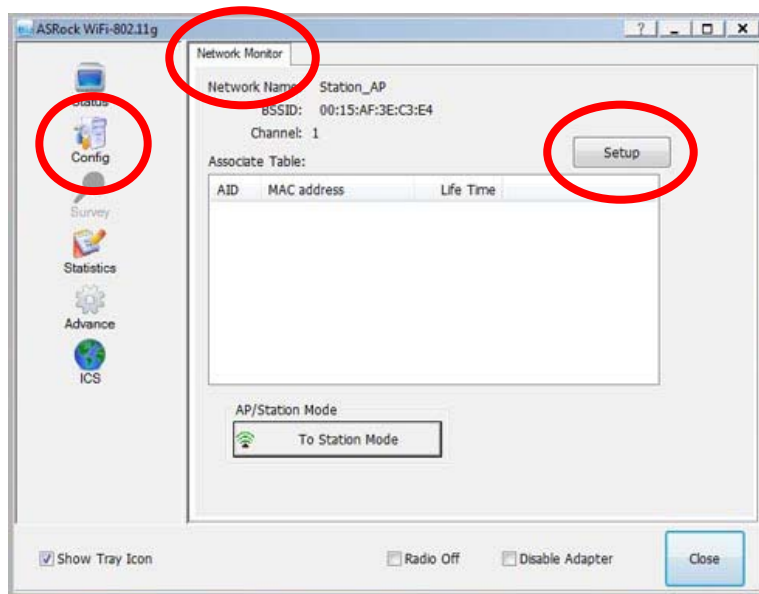 ASRock WiFi-802.11g
Status
Config
Survey
Statistics
Advance
ICS
Network Monitor
Network Name: Station_AP
BSSID: 00:15:AF:3E:C3:E4
Channel: 1
Setup
Associate Table:
AID MAC address Life Time
AP/Station Mode
To Station Mode
Show Tray Icon
Radio Off
Disable Adapter
Close